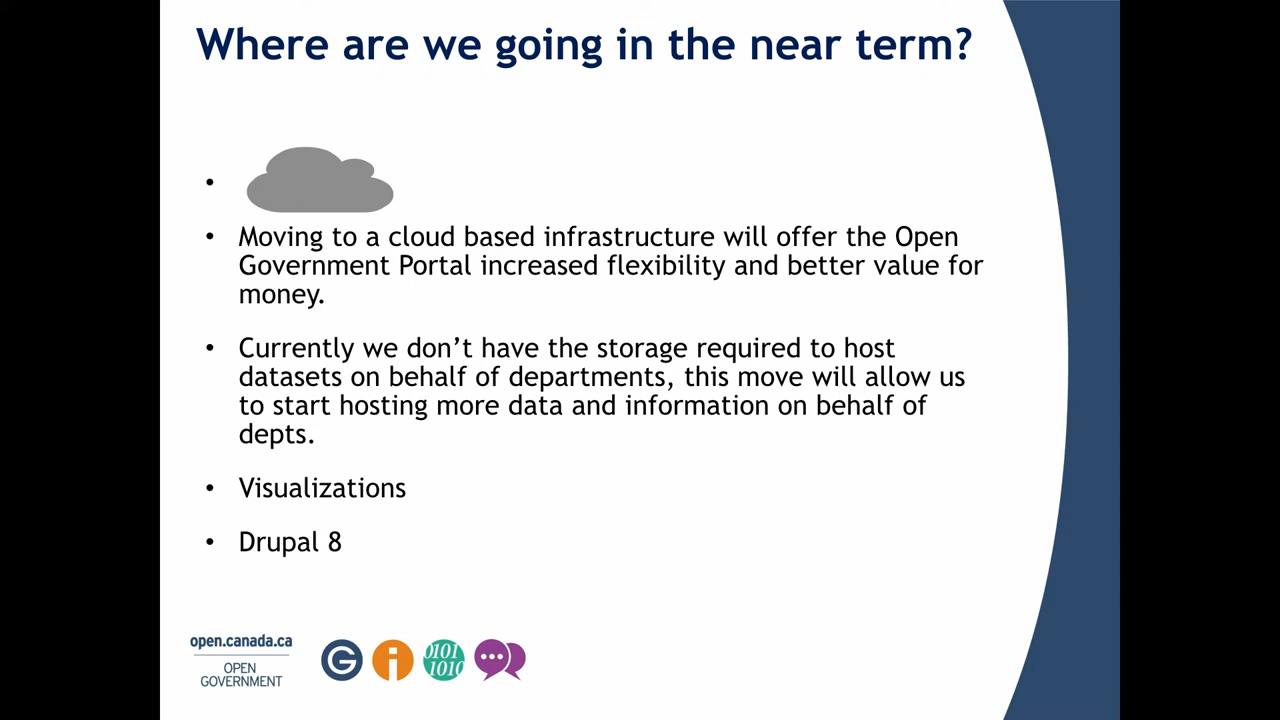 Where are we going in the near term?
•
• Moving to a cloud based infrastructure will offer the Open
Government Portal increased flexibility and better value for
money.
• Currently we don’t have the storage required to host
datasets on behalf of departments, this move will allow us
to start hosting more data and information on behalf of
depts.
• Visualizations
• Drupal 8
open.canada.ca
OPEN
GOVERNMENT
G
i
0101
1010